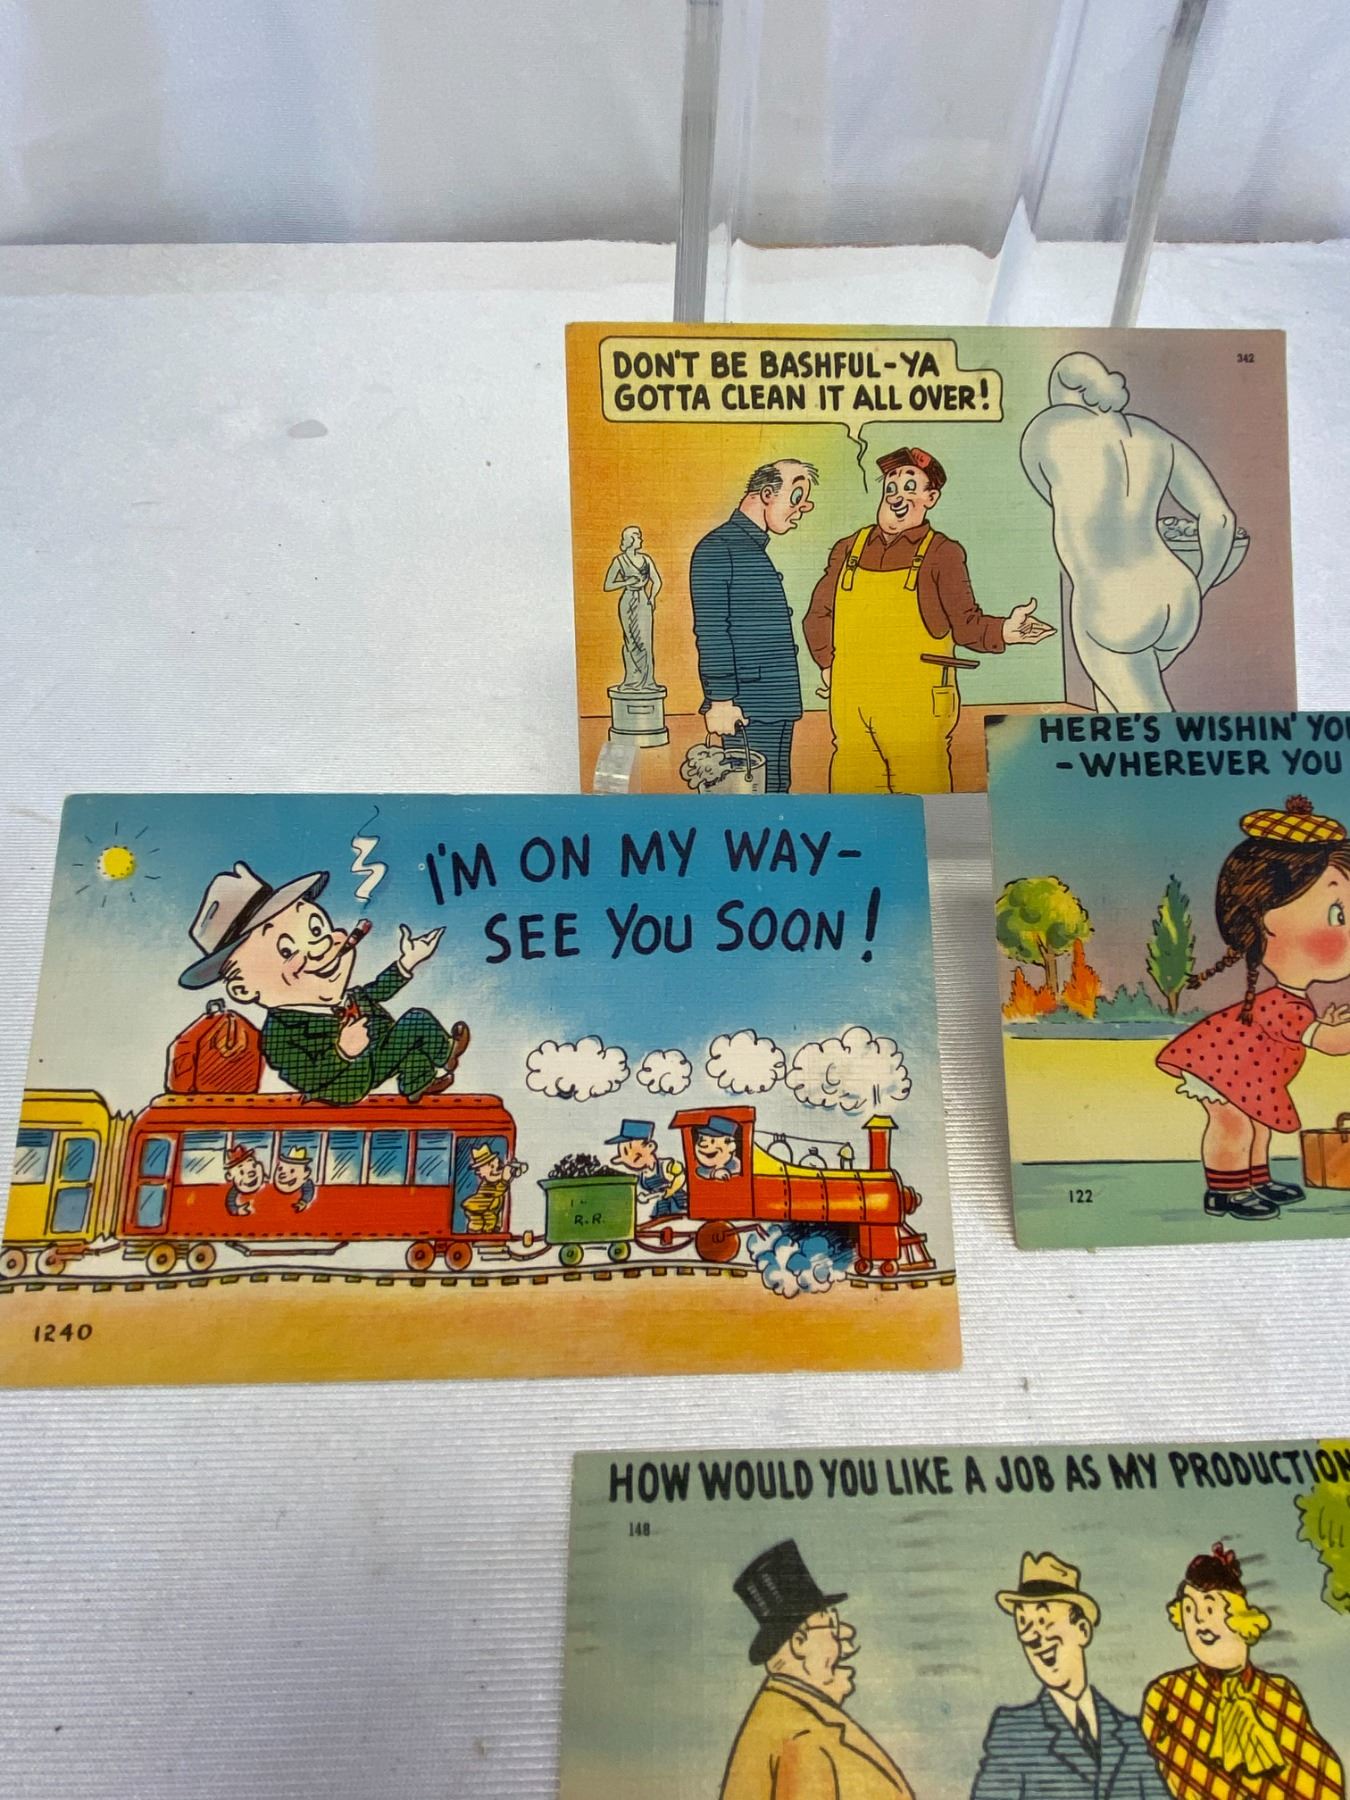 DON'T BE BASHFUL-YA
GOTTA CLEAN IT ALL OVER!
342
HERE'S WISHIN'
-WHEREVER YOU
122
I'M ON MY WAY-
SEE YOU SOON!
R.R.
1240
HOW WOULD YOU LIKE A JOB AS MY PRODUCTION
148